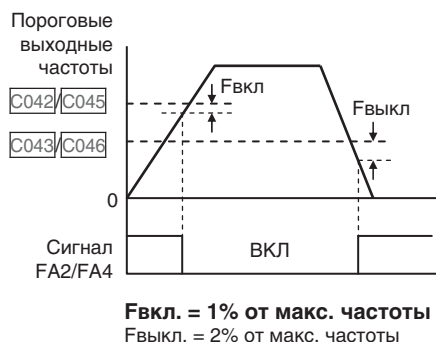 Пороговые
выходные
частоты
Fвкл
C042/C045
Fвыкл
C043/C046
0
Сигнал
FA2/FA4
ВКЛ
Fвкл. = 1% от макс. частоты
Fвыкл. = 2% от макс. частоты